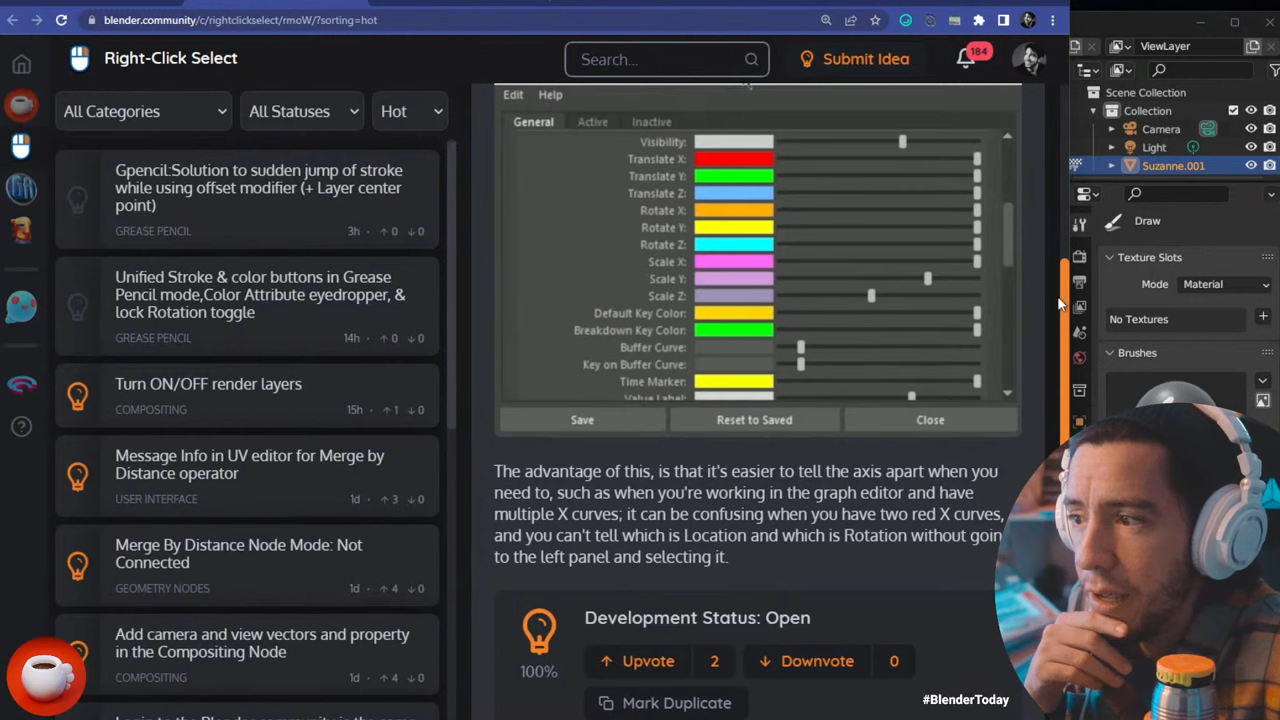 blender.community/c/rightclickselect/rmoW/?sorting=hot
Right-Click Select
Search...
Submit Idea
184
All Categories
All Statuses
Hot
Gpencil:Solution to sudden jump of stroke
while using offset modifier (+ Layer center
point)
GREASE PENCIL
3h · ↑ 0 ↓ 0
Unified Stroke & color buttons in Grease
Pencil mode,Color Attribute eyedropper, &
lock Rotation toggle
GREASE PENCIL
14h · ↑ 0 ↓ 0
Turn ON/OFF render layers
COMPOSITING
15h · ↑ 1 ↓ 0
Message Info in UV editor for Merge by
Distance operator
USER INTERFACE
1d · ↑ 3 ↓ 0
Merge By Distance Node Mode: Not
Connected
GEOMETRY NODES
1d · ↑ 4 ↓ 0
Add camera and view vectors and property
in the Compositing Node
COMPOSITING
1d · ↑ 4 ↓ 0
Login to the Blender community in the same
Edit Help
General Active Inactive
Visibility:
Translate X:
Translate Y:
Translate Z:
Rotate X:
Rotate Y:
Rotate Z:
Scale X:
Scale Y:
Scale Z:
Default Key Color:
Breakdown Key Color:
Buffer Curve:
Key on Buffer Curve:
Time Marker:
Value Label:
Save
Reset to Saved
Close
The advantage of this, is that it's easier to tell the axis apart when you
need to, such as when you're working in the graph editor and have
multiple X curves; it can be confusing when you have two red X curves,
and you can't tell which is Location and which is Rotation without goin
to the left panel and selecting it.
100%
Development Status: Open
Upvote 2
Downvote 0
Mark Duplicate
ViewLayer
Scene Collection
Collection
Camera
Light
Suzanne.001
Draw
Texture Slots
Mode Material
No Textures
Brushes
#BlenderToday